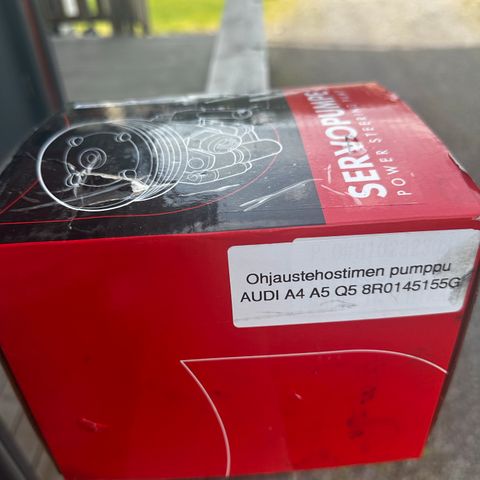 SERVOPUMPE
POWER STEERING
Ohjaustehostimen pumppu
AUDI A4 A5 Q5 8R0145155G